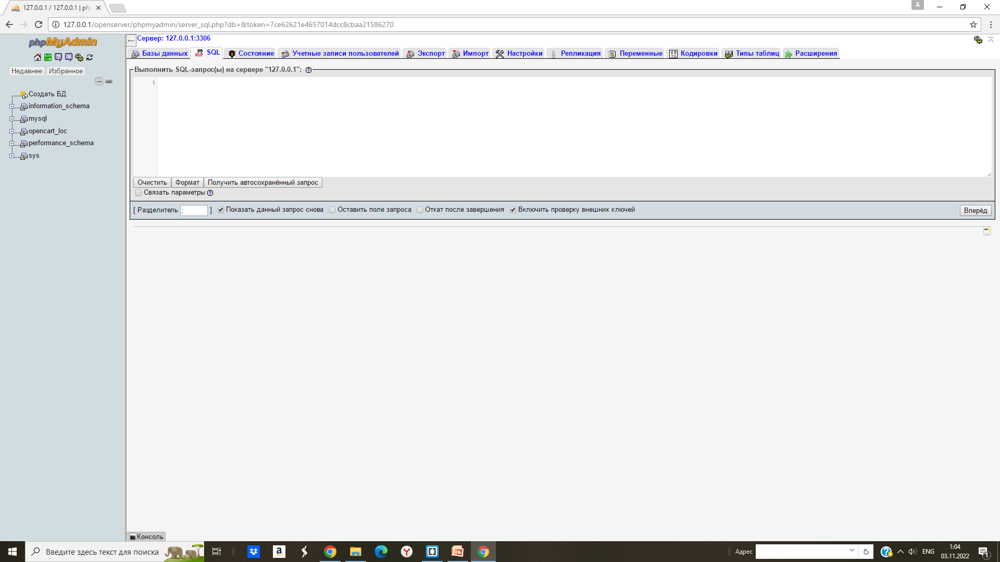 127.0.0.1 / 127.0.0.1 | ph
127.0.0.1/openserver/phpmyadmin/server_sql.php?db=&token=7ce62621e4657014dcc8cbaa21586270
phpMyAdmin
Недавнее Избранное
Создать БД
information_schema
mysql
opencart_loc
performance_schema
sys
Сервер: 127.0.0.1:3306
Базы данных SQL Состояние Учетные записи пользователей Экспорт Импорт Настройки Репликация Переменные Кодировки Типы таблиц Расширения
Выполнить SQL-запрос(ы) на сервере "127.0.0.1":
1
Очистить Формат Получить автосохранённый запрос
Связать параметры
[ Разделитель ; ] Показать данный запрос снова Оставить поле запроса Откат после завершения Включить проверку внешних ключей Вперёд
Консоль
Введите здесь текст для поиска
Адрес
ENG
1:04
03.11.2022
1